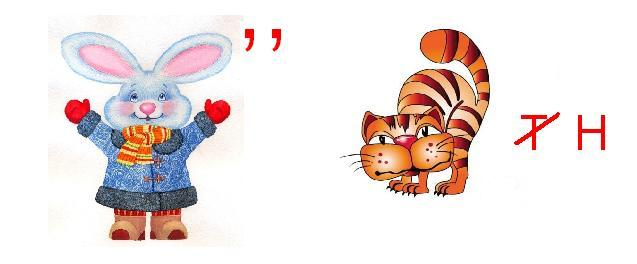 ,, Т Н